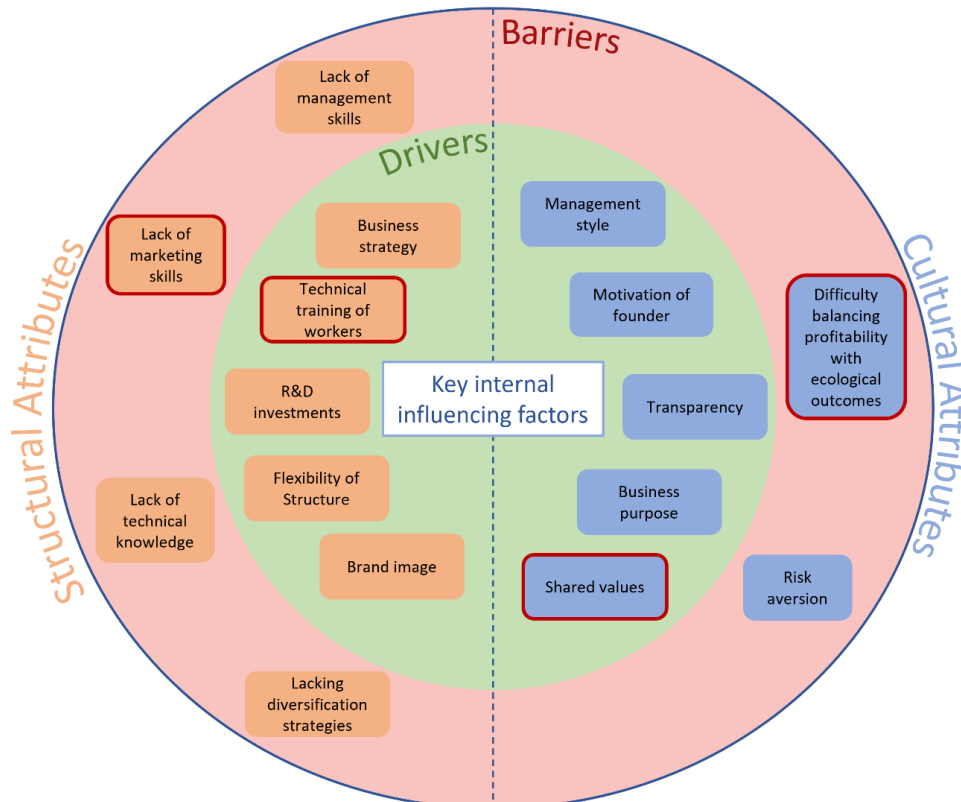 Barriers
Lack of
management
skills
Drivers
Management
style
Business
strategy
Lack of
marketing
skills
Technical
training of
workers
Motivation of
founder
Difficulty
balancing
profitability
with
ecological
outcomes
Structural Attributes
Cultural Attributes
R&D
investments
Key internal
influencing factors
Transparency
Flexibility of
Structure
Business
purpose
Lack of
technical
knowledge
Brand image
Shared values
Risk
aversion
Lacking
diversification
strategies